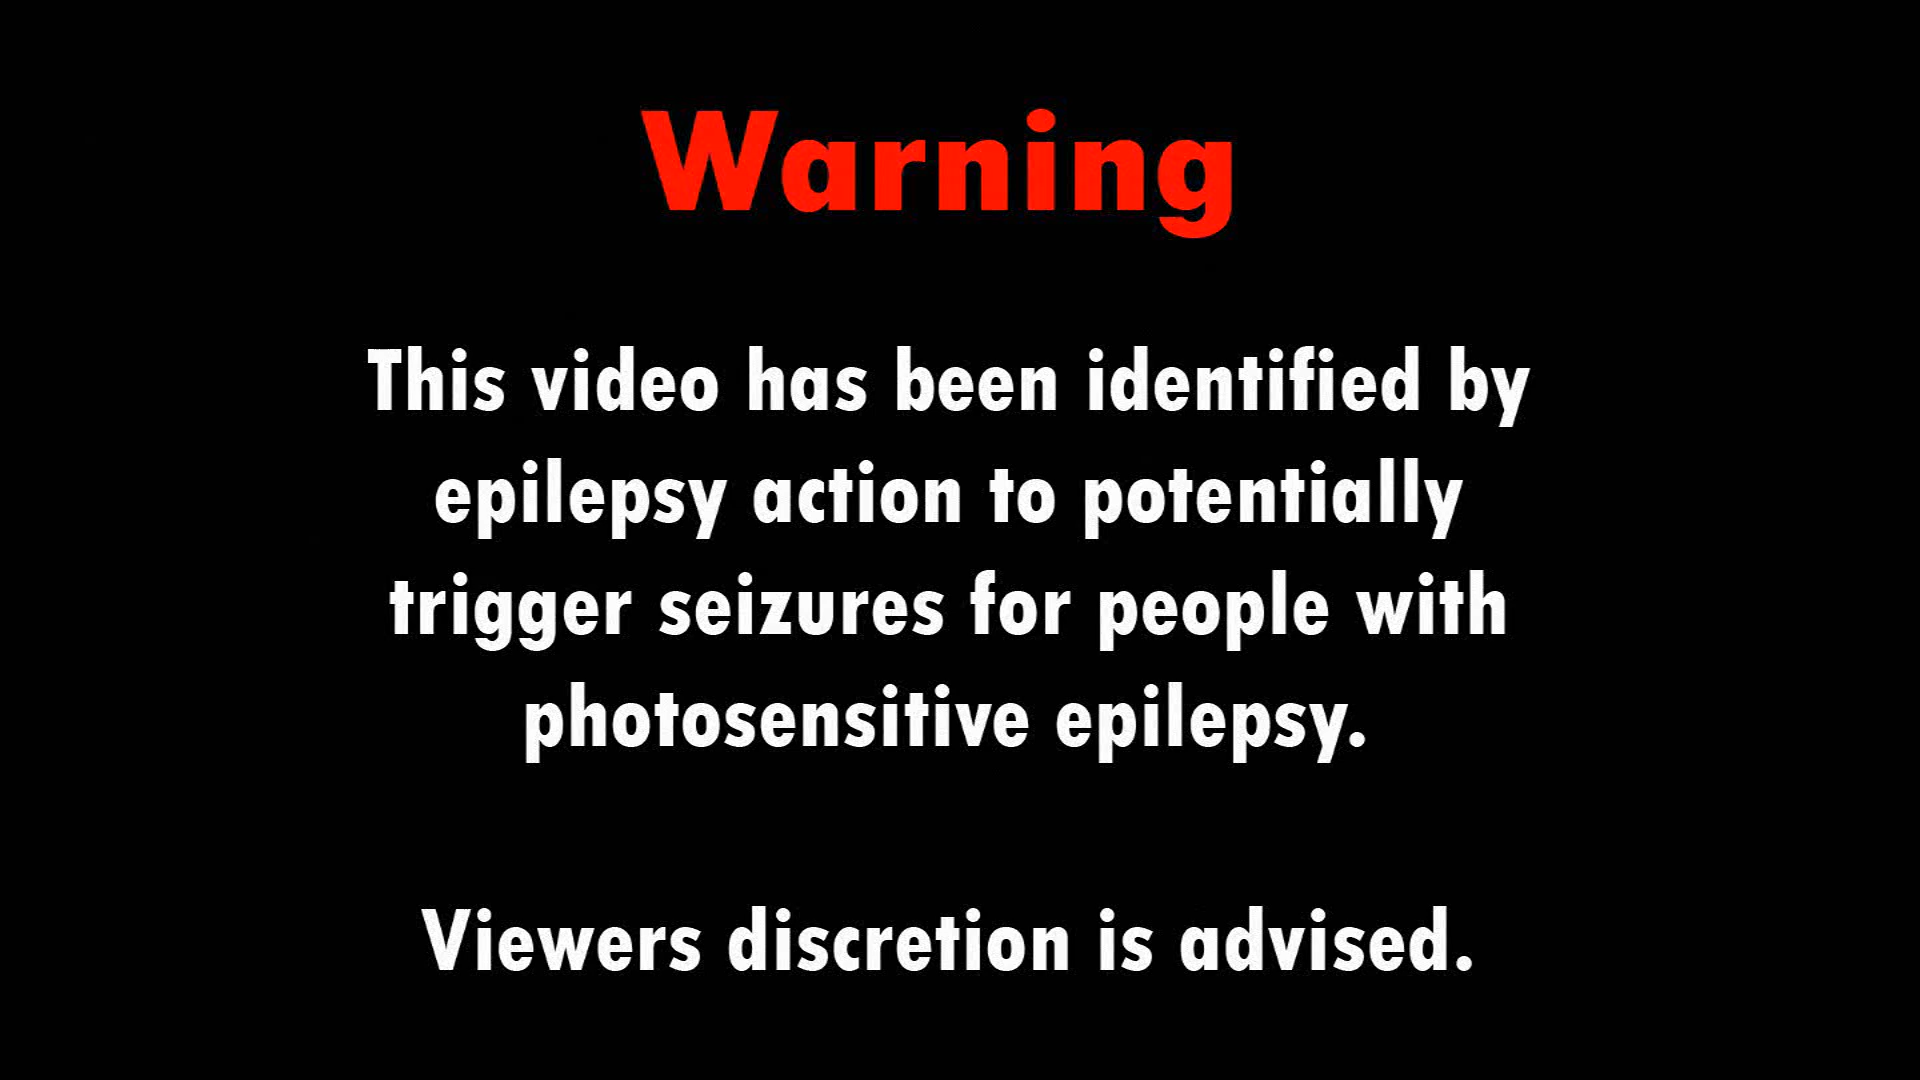 Warning
This video has been identified by
epilepsy action to potentially
trigger seizures for people with
photosensitive epilepsy.
Viewers discretion is advised.